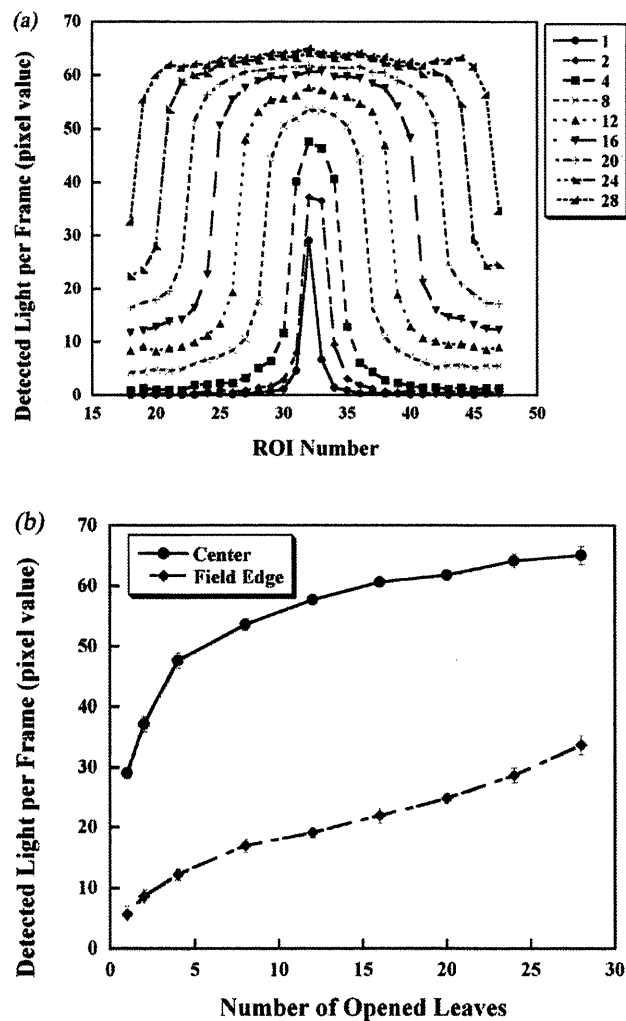 (a)
70
60
50
40
30
20
10
0
Detected Light per Frame (pixel value)
15 20 25 30 35 40 45 50
ROI Number
1
2
4
8
12
16
20
24
28
(b)
70
60
50
40
30
20
10
0
Detected Light per Frame (pixel value)
Center
Field Edge
0 5 10 15 20 25 30
Number of Opened Leaves